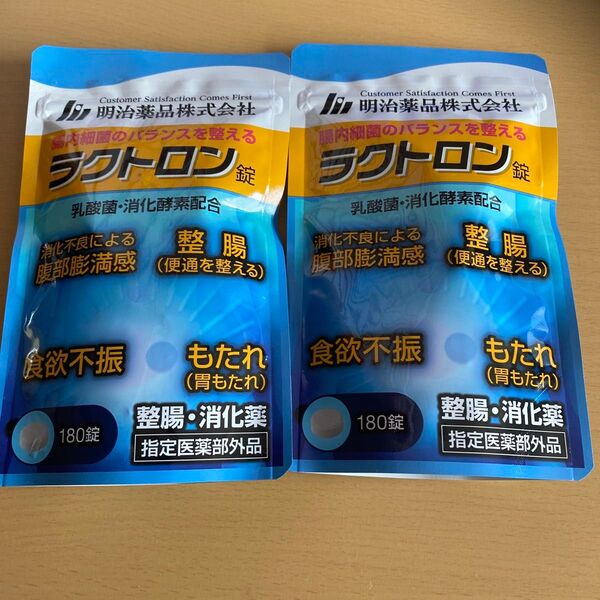 Customer Satisfaction Comes First
明治薬品株式会社
腸内細菌のバランスを整える
ラクトロン錠
乳酸菌・消化酵素配合
消化不良による
腹部膨満感
整腸
(便通を整える)
食欲不振
もたれ
(胃もたれ)
180錠
整腸・消化薬
指定医薬部外品
Customer Satisfaction Comes First
明治薬品株式会社
腸内細菌のバランスを整える
ラクトロン錠
乳酸菌・消化酵素配合
消化不良による
腹部膨満感
整腸
(便通を整える)
食欲不振
もたれ
(胃もたれ)
180錠
整腸・消化薬
指定医薬部外品